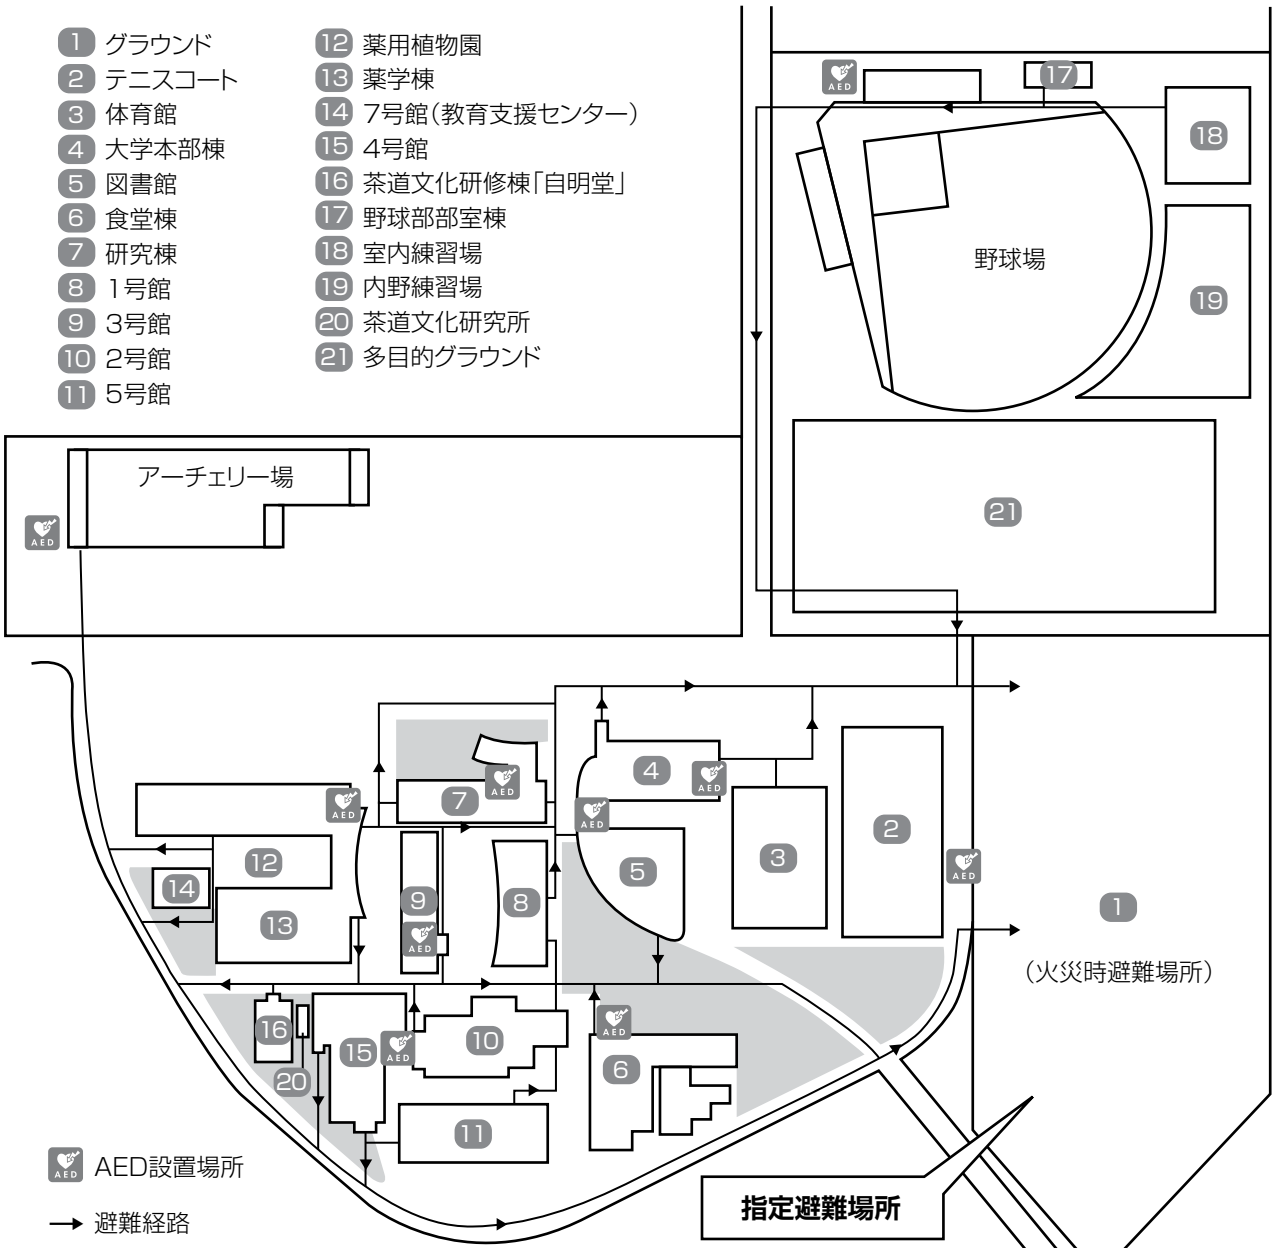 1 グラウンド
2 テニスコート
3 体育館
4 大学本部棟
5 図書館
6 食堂棟
7 研究棟
8 1号館
9 3号館
10 2号館
11 5号館
12 薬用植物園
13 薬学棟
14 7号館(教育支援センター)
15 4号館
16 茶道文化研修棟「自明堂」
17 野球部部室棟
18 室内練習場
19 内野練習場
20 茶道文化研究所
21 多目的グラウンド
AED
17
18
野球場
19
アーチェリー場
AED
21
4
AED
7
AED
AED
AED
2
12
3
5
AED
14
9
8
1
13
AED
(火災時避難場所)
16
AED
15
AED
10
6
20
11
AED AED設置場所
指定避難場所
避難経路